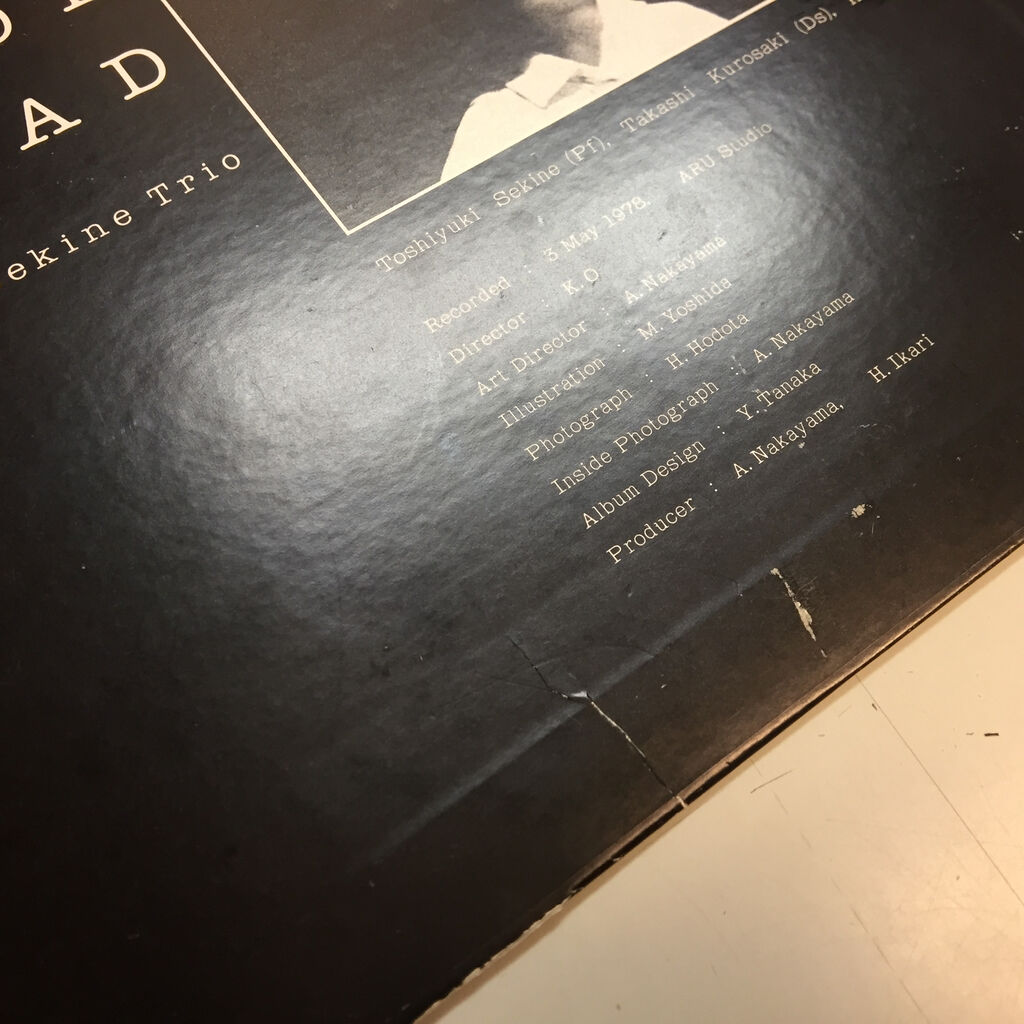 AD
ekine Trio
Toshiyuki Sekine (Pf), Takashi Kurosaki (Ds),
Recorded : 3 May 1978. ARU Studio
Director : K.O
Art Director : A. Nakayama
Illustration : M. Yoshida
Photograph : H. Hodota
Inside Photograph : A. Nakayama
Album Design : Y. Tanaka
Producer : A. Nakayama, H. Ikari